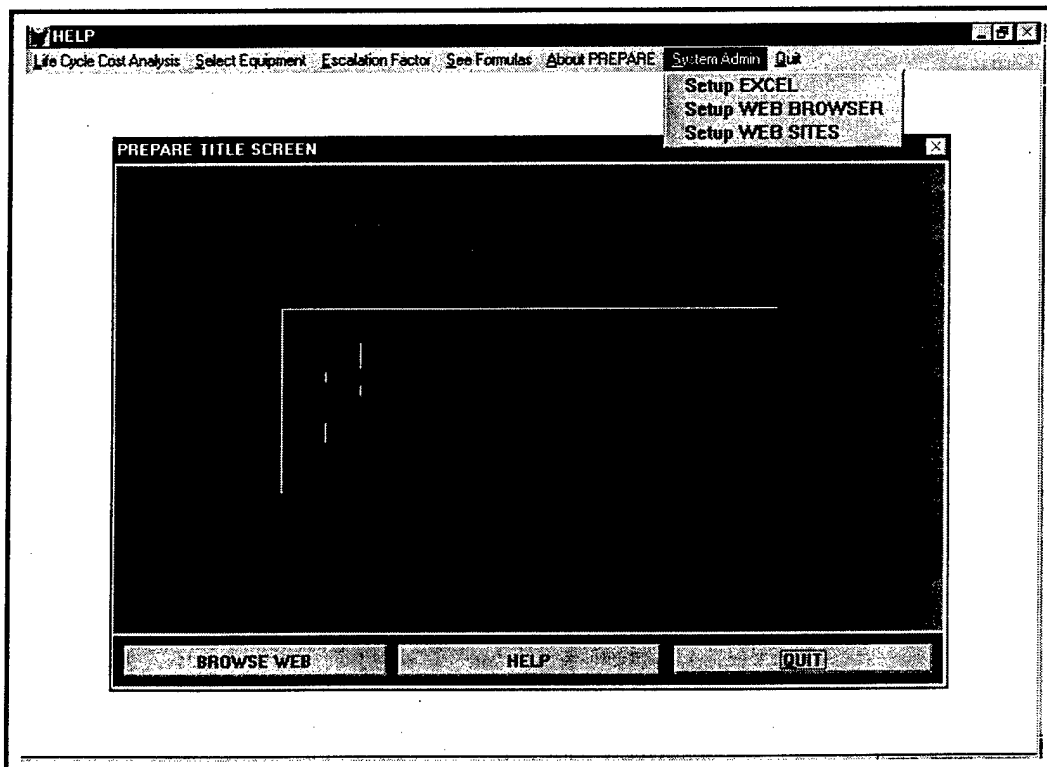 HELP
Life Cycle Cost Analysis Select Equipment Escalation Factor See Formulas About PREPARE System Admin Quit
Setup EXCEL
Setup WEB BROWSER
Setup WEB SITES
PREPARE TITLE SCREEN
BROWSE WEB HELP QUIT